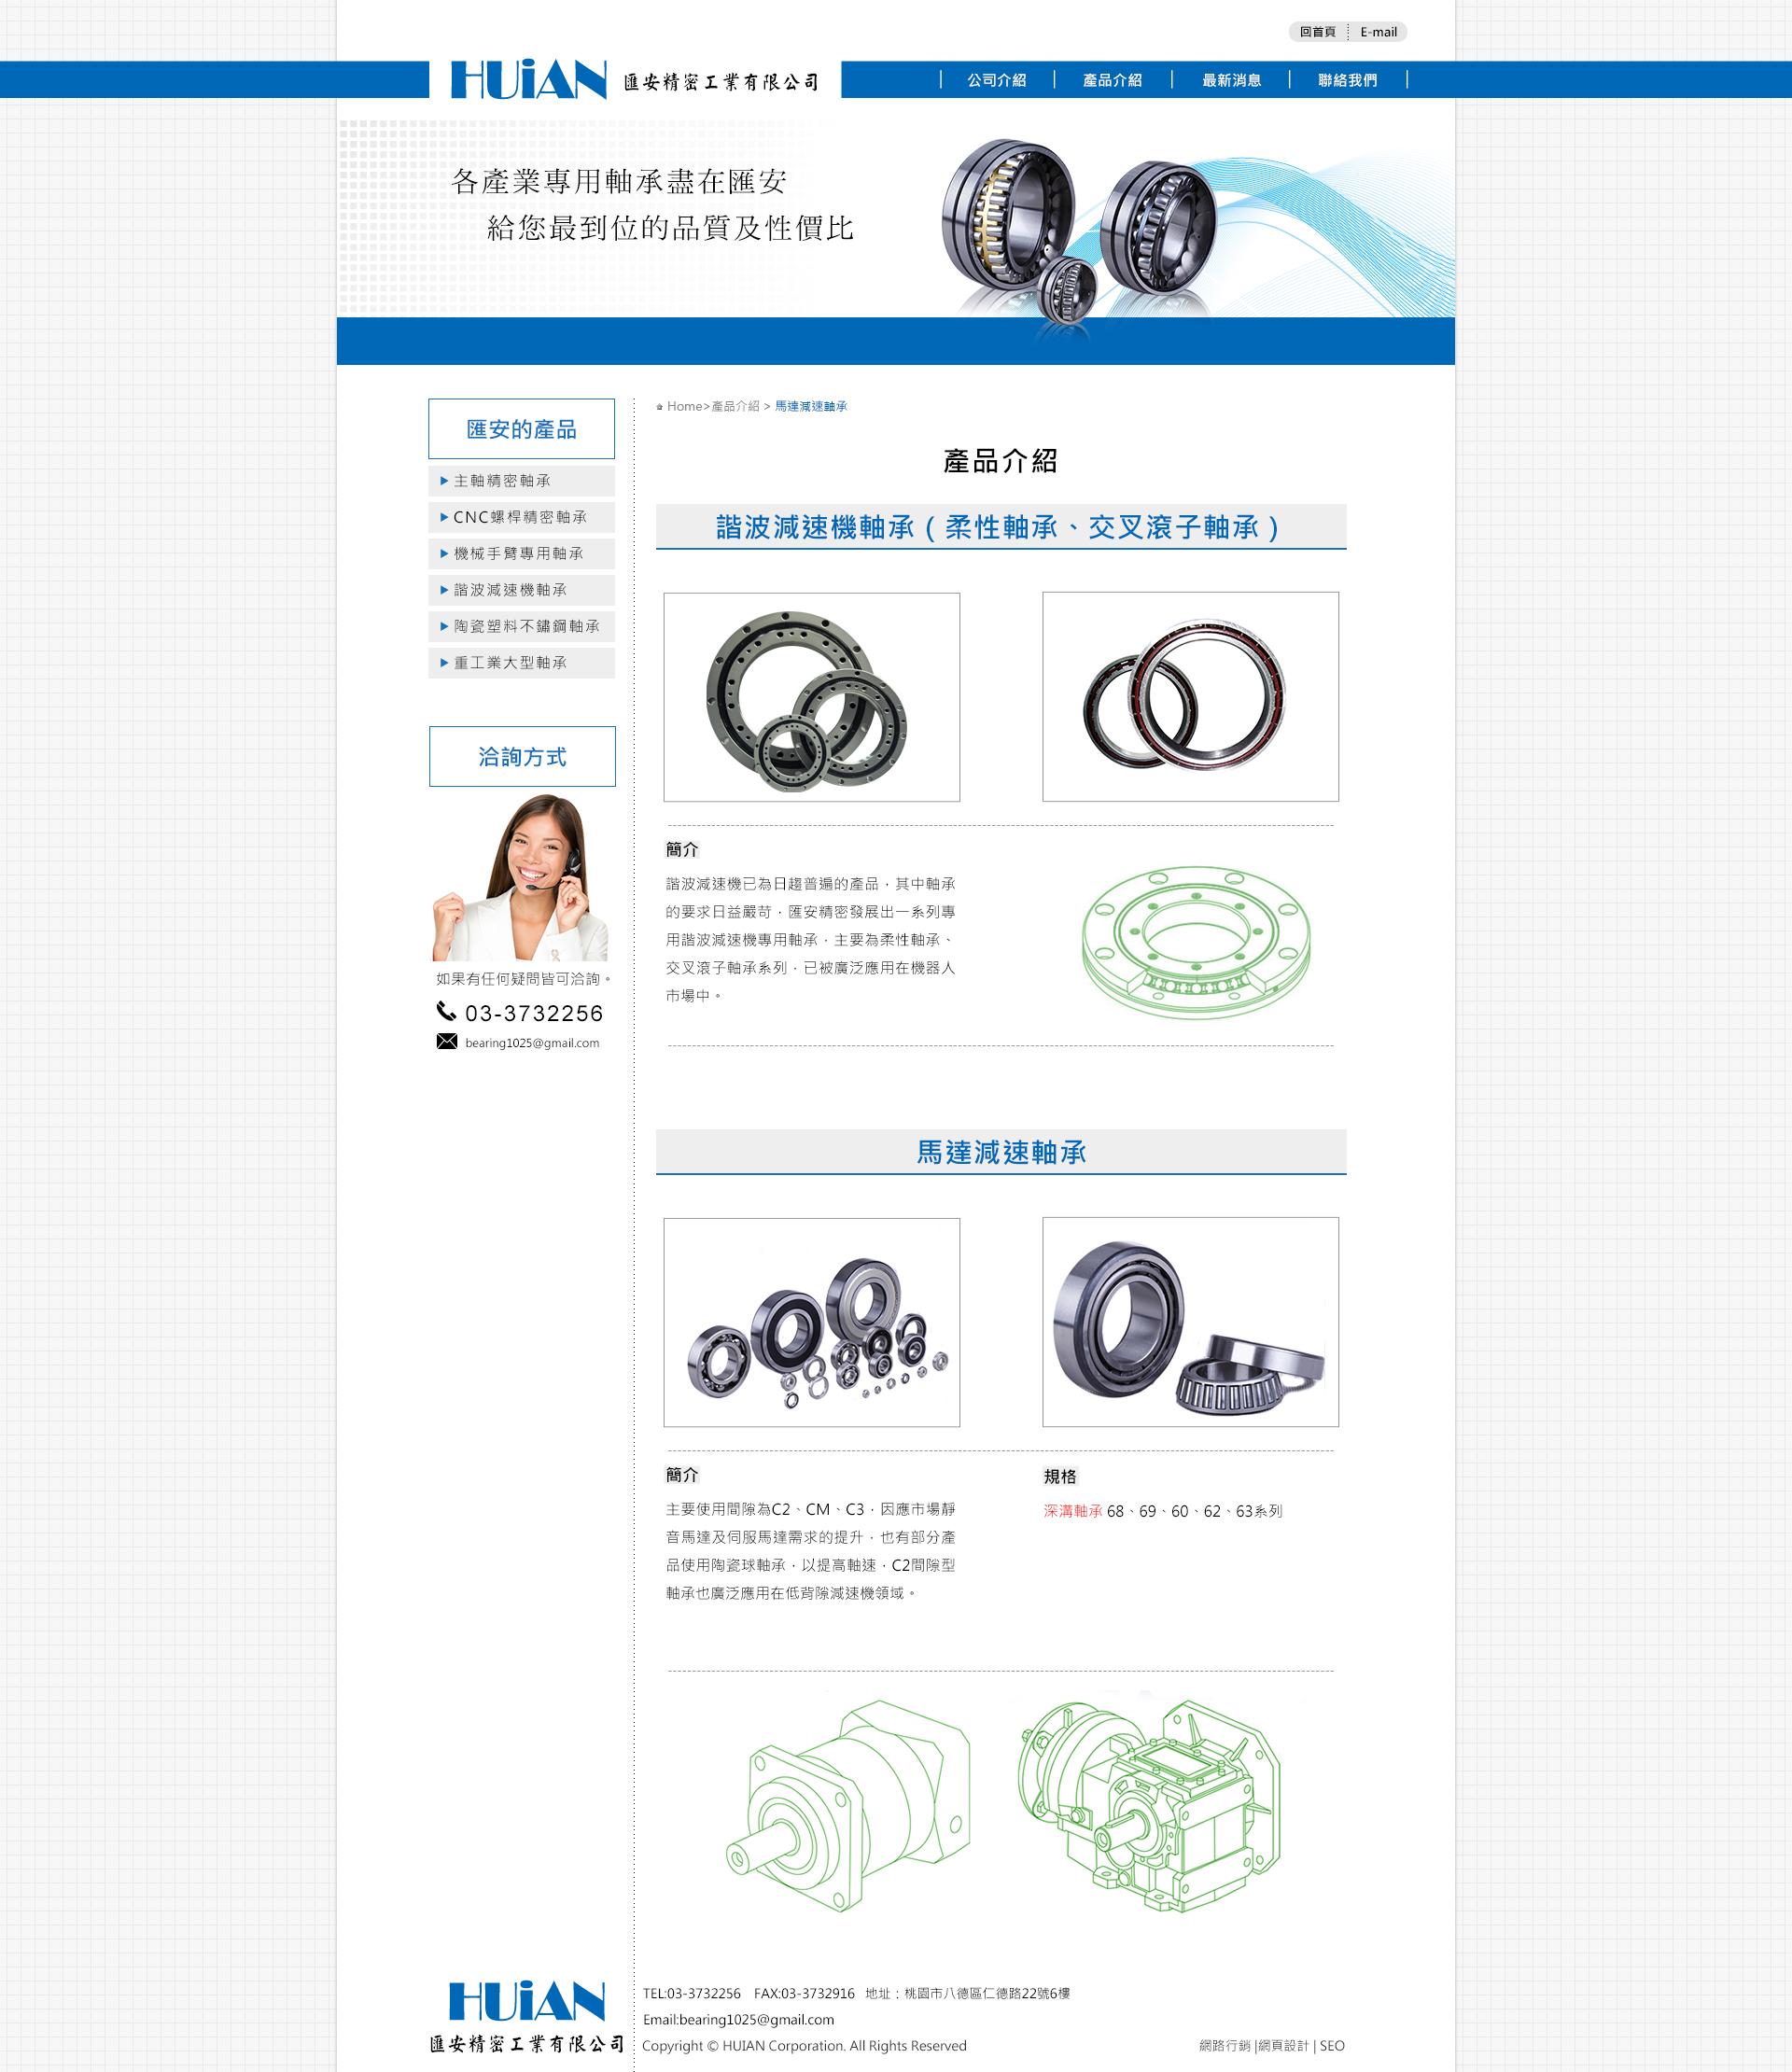 回首頁 E-mail
HUiAN 匯安精密工業有限公司
公司介紹 產品介紹 最新消息 聯絡我們
各產業專用軸承盡在匯安
給您最到位的品質及性價比
匯安的產品
主軸精密軸承
CNC螺桿精密軸承
機械手臂專用軸承
諧波減速機軸承
陶瓷塑料不鏽鋼軸承
重工業大型軸承
洽詢方式
如果有任何疑問皆可洽詢。
03-3732256
bearing1025@gmail.com
Home>產品介紹 > 馬達減速軸承
產品介紹
諧波減速機軸承(柔性軸承、交叉滾子軸承)
簡介
諧波減速機已為日趨普遍的產品，其中軸承
的要求日益嚴苛，匯安精密發展出一系列專
用諧波減速機專用軸承，主要為柔性軸承、
交叉滾子軸承系列，已被廣泛應用在機器人
市場中。
馬達減速軸承
簡介
主要使用間隙為C2、CM、C3，因應市場靜
音馬達及伺服馬達需求的提升，也有部分產
品使用陶瓷球軸承，以提高軸速，C2間隙型
軸承也廣泛應用在低背隙減速機領域。
規格
深溝軸承 68、69、60、62、63系列
HUiAN
匯安精密工業有限公司
TEL:03-3732256 FAX:03-3732916 地址：桃園市八德區仁德路22號6樓
Email:bearing1025@gmail.com
Copyright © HUIAN Corporation. All Rights Reserved
網路行銷 |網頁設計 | SEO